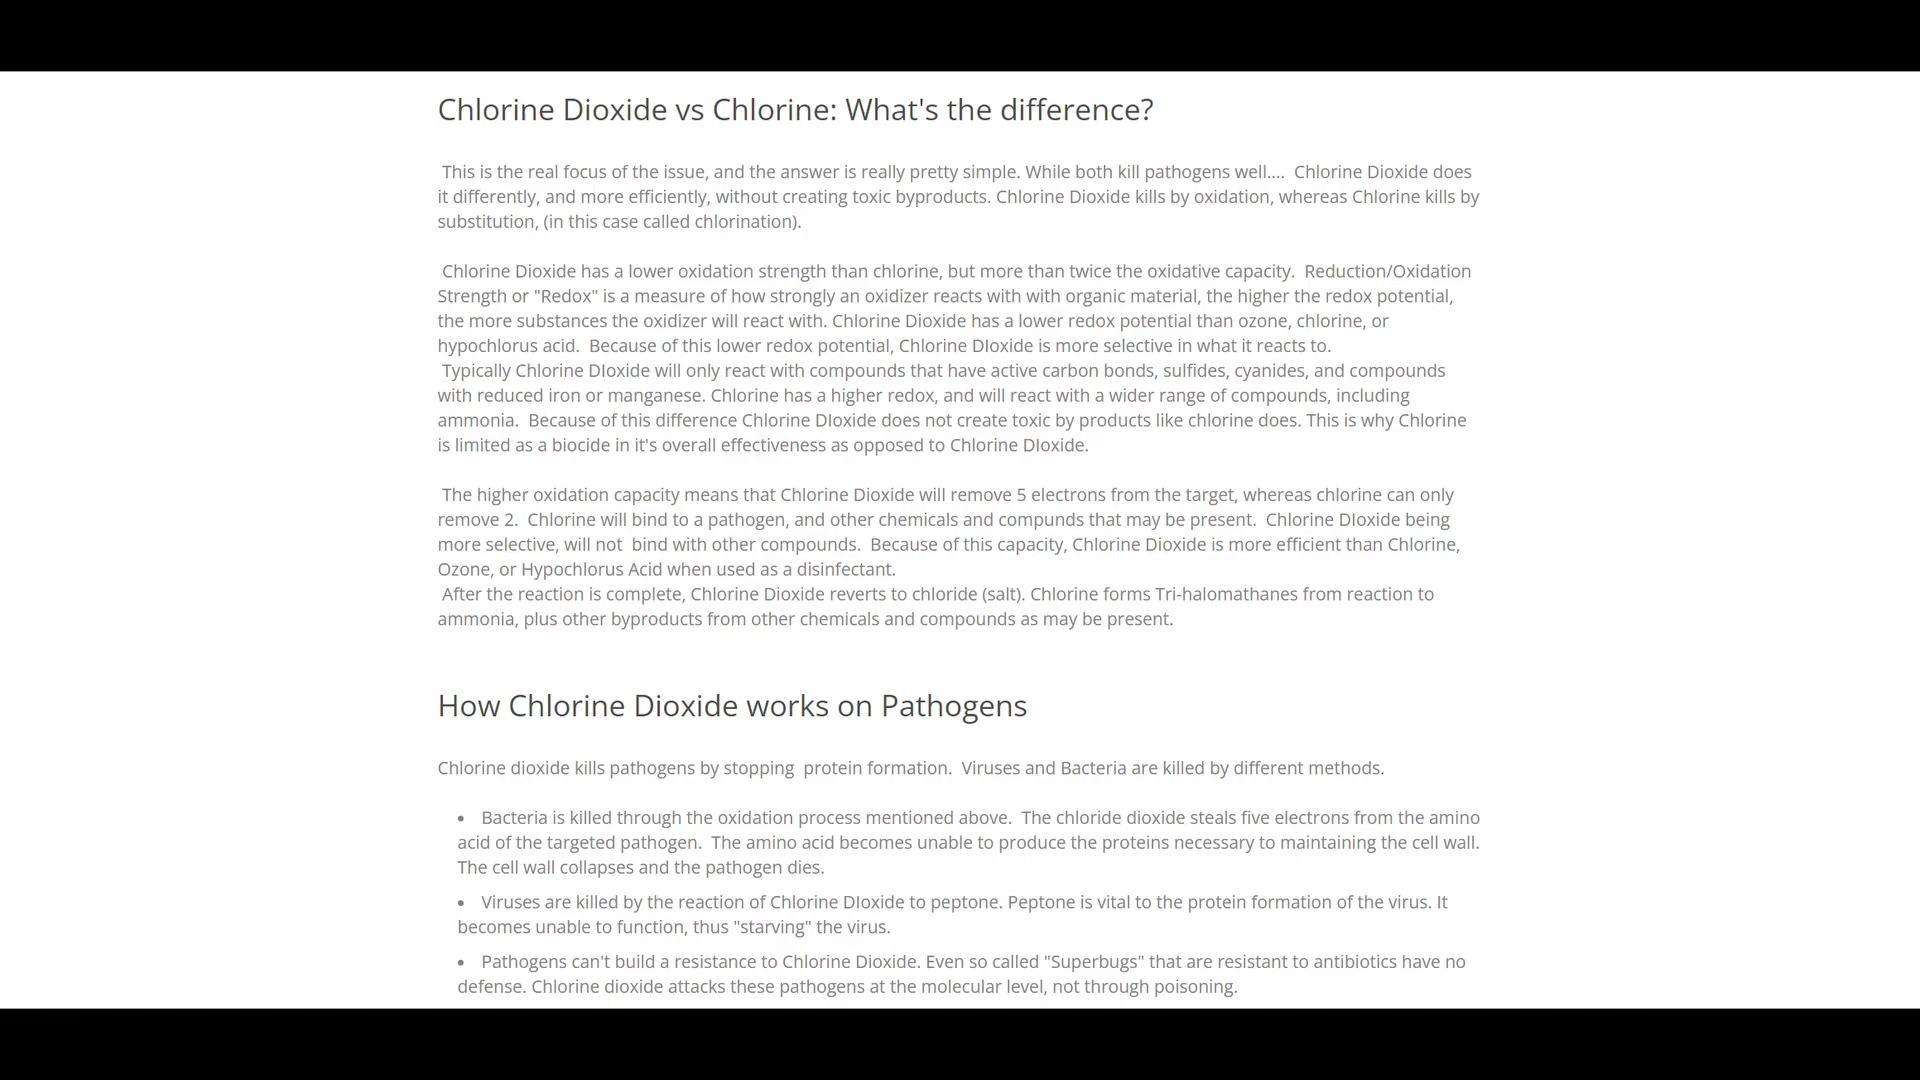 Chlorine Dioxide vs Chlorine: What's the difference?
This is the real focus of the issue, and the answer is really pretty simple. While both kill pathogens well.... Chlorine Dioxide does
it differently, and more efficiently, without creating toxic byproducts. Chlorine Dioxide kills by oxidation, whereas Chlorine kills by
substitution, (in this case called chlorination).
Chlorine Dioxide has a lower oxidation strength than chlorine, but more than twice the oxidative capacity. Reduction/Oxidation
Strength or "Redox" is a measure of how strongly an oxidizer reacts with with organic material, the higher the redox potential,
the more substances the oxidizer will react with. Chlorine Dioxide has a lower redox potential than ozone, chlorine, or
hypochlorus acid. Because of this lower redox potential, Chlorine DIoxide is more selective in what it reacts to.
Typically Chlorine DIoxide will only react with compounds that have active carbon bonds, sulfides, cyanides, and compounds
with reduced iron or manganese. Chlorine has a higher redox, and will react with a wider range of compounds, including
ammonia. Because of this difference Chlorine DIoxide does not create toxic by products like chlorine does. This is why Chlorine
is limited as a biocide in it's overall effectiveness as opposed to Chlorine DIoxide.
The higher oxidation capacity means that Chlorine Dioxide will remove 5 electrons from the target, whereas chlorine can only
remove 2. Chlorine will bind to a pathogen, and other chemicals and compunds that may be present. Chlorine DIoxide being
more selective, will not bind with other compounds. Because of this capacity, Chlorine Dioxide is more efficient than Chlorine,
Ozone, or Hypochlorus Acid when used as a disinfectant.
After the reaction is complete, Chlorine Dioxide reverts to chloride (salt). Chlorine forms Tri-halomathanes from reaction to
ammonia, plus other byproducts from other chemicals and compounds as may be present.
How Chlorine Dioxide works on Pathogens
Chlorine dioxide kills pathogens by stopping protein formation. Viruses and Bacteria are killed by different methods.
• Bacteria is killed through the oxidation process mentioned above. The chloride dioxide steals five electrons from the amino
acid of the targeted pathogen. The amino acid becomes unable to produce the proteins necessary to maintaining the cell wall.
The cell wall collapses and the pathogen dies.
• Viruses are killed by the reaction of Chlorine DIoxide to peptone. Peptone is vital to the protein formation of the virus. It
becomes unable to function, thus "starving" the virus.
• Pathogens can't build a resistance to Chlorine Dioxide. Even so called "Superbugs" that are resistant to antibiotics have no
defense. Chlorine dioxide attacks these pathogens at the molecular level, not through poisoning.